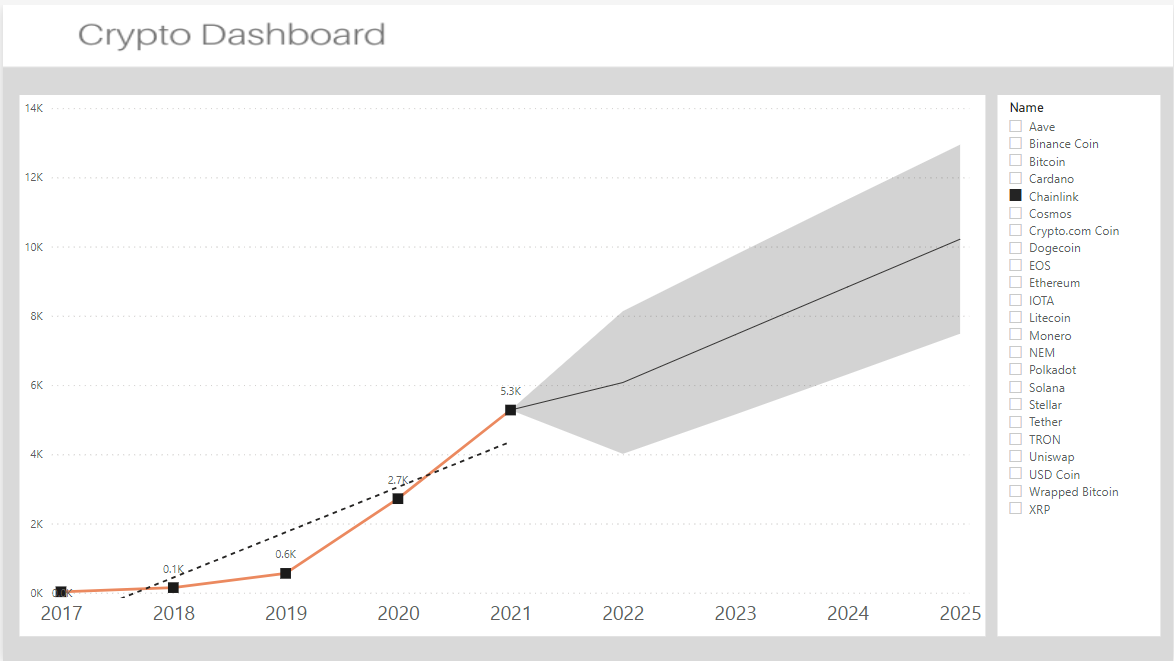 Crypto Dashboard
14K
12K
10K
8K
6K
4K
2K
0K
5.3K
2.7K
0.6K
0.1K
2017 2018 2019 2020 2021 2022 2023 2024 2025
Name
Aave
Binance Coin
Bitcoin
Cardano
Chainlink
Cosmos
Crypto.com Coin
Dogecoin
EOS
Ethereum
IOTA
Litecoin
Monero
NEM
Polkadot
Solana
Stellar
Tether
TRON
Uniswap
USD Coin
Wrapped Bitcoin
XRP